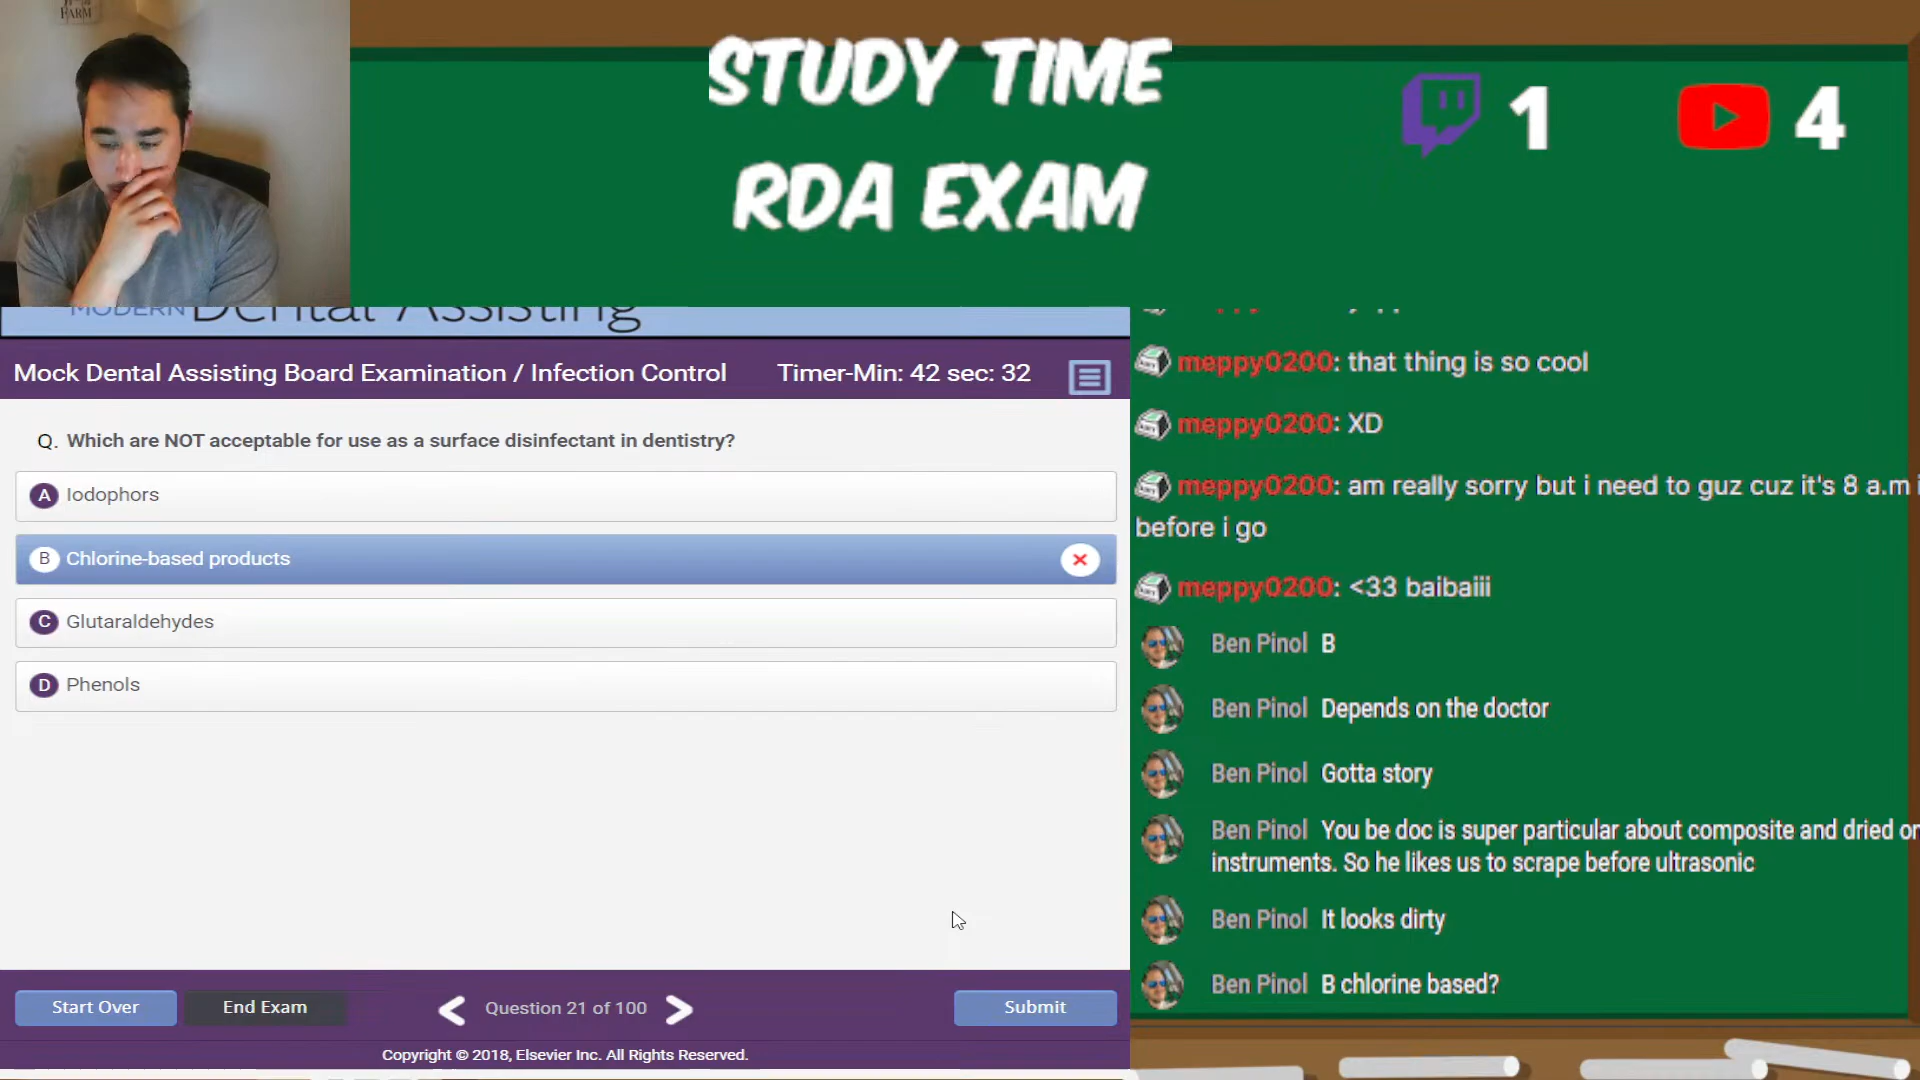 FARM
STUDY TIME
RDA EXAM
1
4
MODERN Dental Assisting
Mock Dental Assisting Board Examination / Infection Control
Timer-Min: 42 sec: 32
Q. Which are NOT acceptable for use as a surface disinfectant in dentistry?
A Iodophors
B Chlorine-based products
C Glutaraldehydes
D Phenols
Start Over
End Exam
Question 21 of 100
Submit
Copyright © 2018, Elsevier Inc. All Rights Reserved.
meppy0200: that thing is so cool
meppy0200: XD
meppy0200: am really sorry but i need to guz cuz it's 8 a.m i
before i go
meppy0200: <33 baibaiii
Ben Pinol B
Ben Pinol Depends on the doctor
Ben Pinol Gotta story
Ben Pinol You be doc is super particular about composite and dried on
instruments. So he likes us to scrape before ultrasonic
Ben Pinol It looks dirty
Ben Pinol B chlorine based?